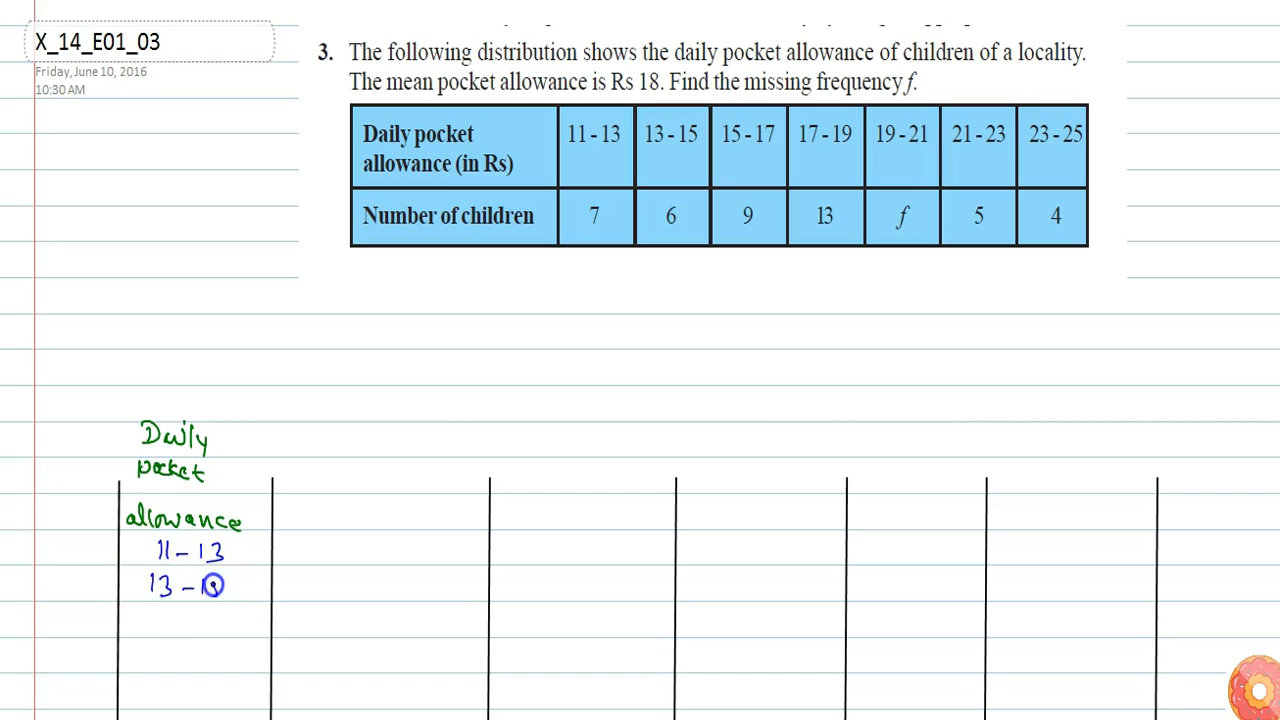 X_14_E01_03
Friday, June 10, 2016
10:30 AM
3. The following distribution shows the daily pocket allowance of children of a locality.
The mean pocket allowance is Rs 18. Find the missing frequency f.
Daily pocket allowance (in Rs) 11 - 13 13 - 15 15 - 17 17 - 19 19 - 21 21 - 23 23 - 25
Number of children 7 6 9 13 f 5 4
Daily
pocket
allowance
11 - 13
13 -